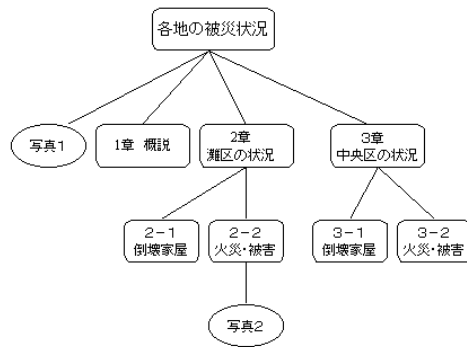 各地の被災状況
写真1
1章 概説
2章
灘区の状況
3章
中央区の状況
2-1
倒壊家屋
2-2
火災・被害
3-1
倒壊家屋
3-2
火災・被害
写真2